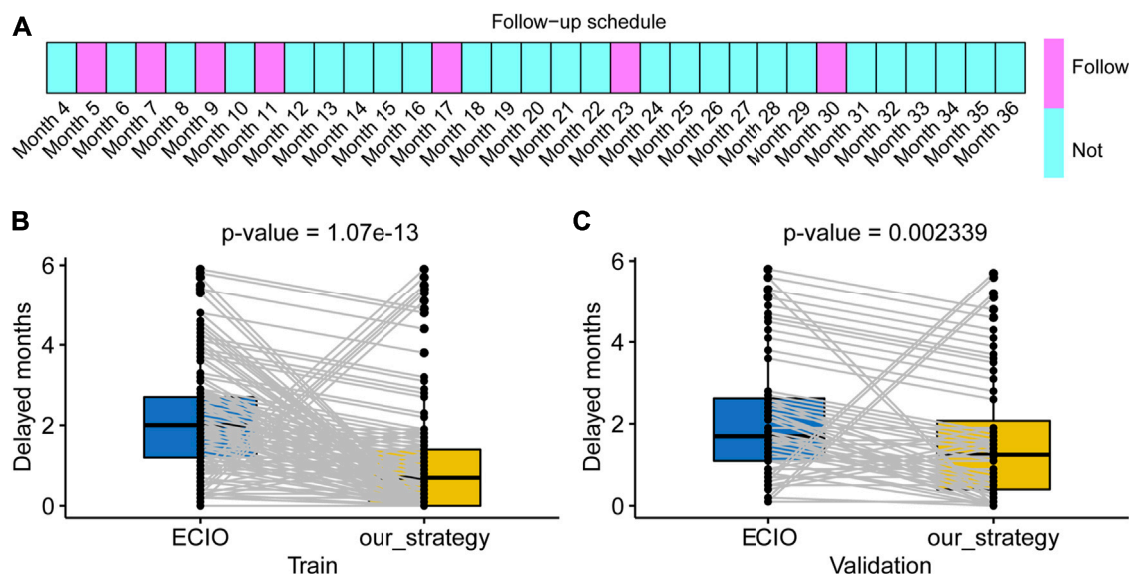 A
Follow-up schedule
Follow
Not
Month 4
Month 5
Month 6
Month 7
Month 8
Month 9
Month 10
Month 11
Month 12
Month 13
Month 14
Month 15
Month 16
Month 17
Month 18
Month 19
Month 20
Month 21
Month 22
Month 23
Month 24
Month 25
Month 26
Month 27
Month 28
Month 29
Month 30
Month 31
Month 32
Month 33
Month 34
Month 35
Month 36
B
p-value = 1.07e-13
Delayed months
6
4
2
0
ECIO
our_strategy
Train
C
p-value = 0.002339
Delayed months
6
4
2
0
ECIO
our_strategy
Validation